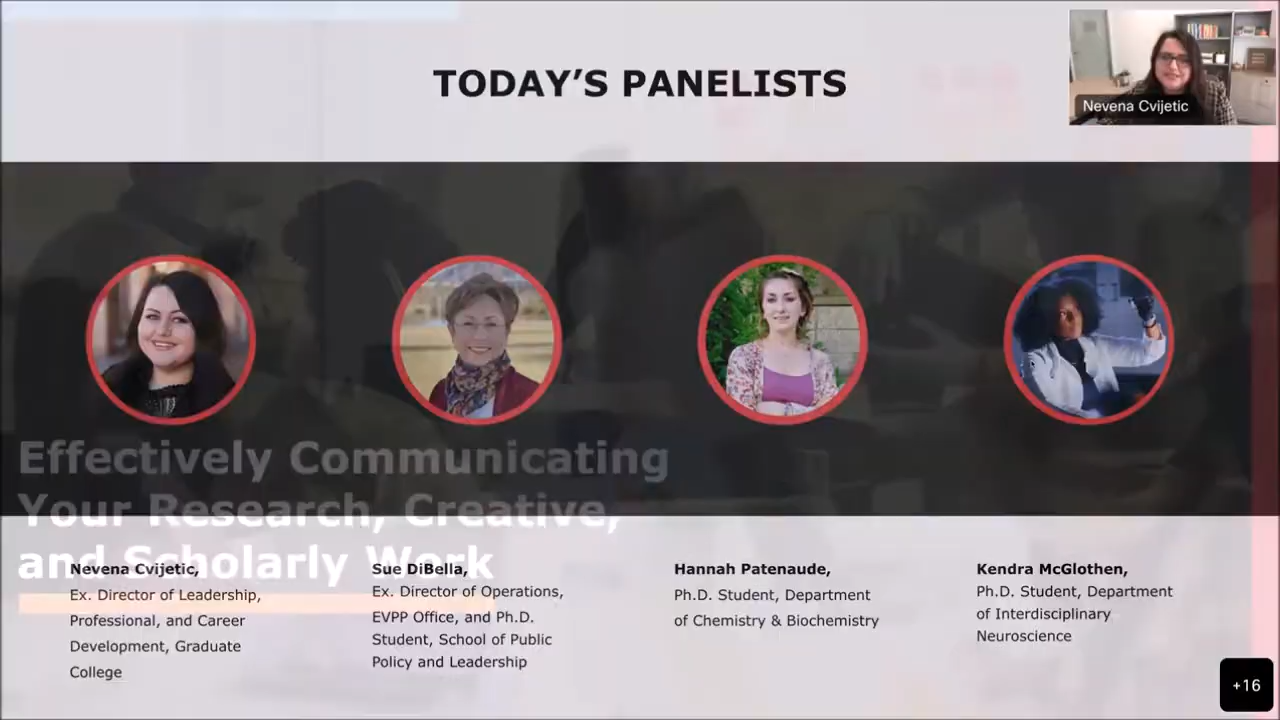 TODAY’S PANELISTS
Nevena Cvijetic
Effectively Communicating
Your Research, Creative,
and Scholarly Work
Nevena Cvijetic,
Ex. Director of Leadership,
Professional, and Career
Development, Graduate
College
Sue DiBella,
Ex. Director of Operations,
EVPP Office, and Ph.D.
Student, School of Public
Policy and Leadership
Hannah Patenaude,
Ph.D. Student, Department
of Chemistry & Biochemistry
Kendra McGlothen,
Ph.D. Student, Department
of Interdisciplinary
Neuroscience
+16